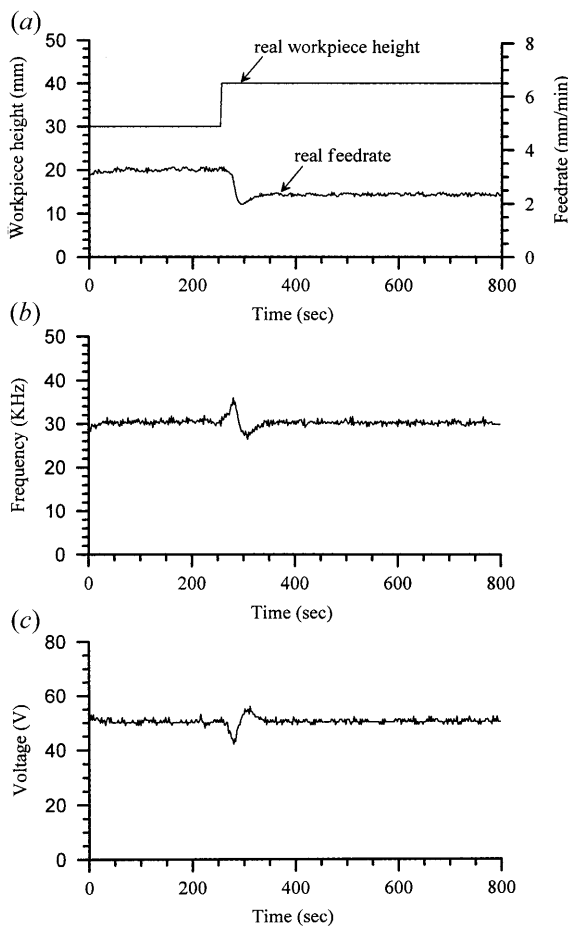 (a)
50
40
30
20
10
0
Workpiece height (mm)
real workpiece height
real feedrate
8
6
4
2
0
Feedrate (mm/min)
0 200 400 600 800
Time (sec)
(b)
50
40
30
20
10
0
Frequency (KHz)
0 200 400 600 800
Time (sec)
(c)
80
60
40
20
0
Voltage (V)
0 200 400 600 800
Time (sec)